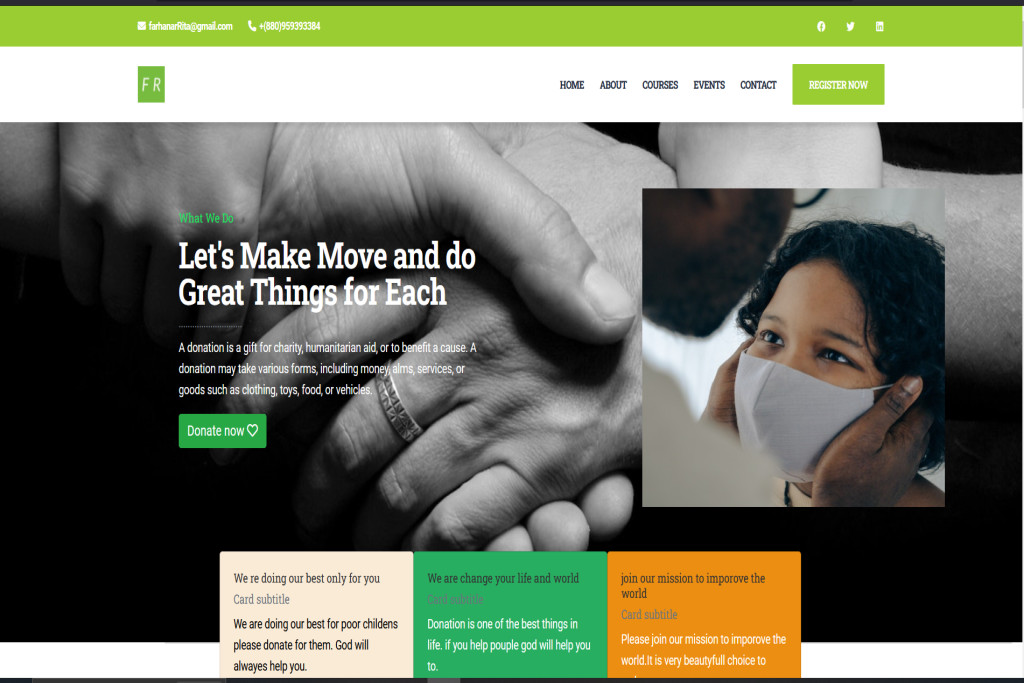 farhanarRita@gmail.com +(880)959393384
F R
HOME ABOUT COURSES EVENTS CONTACT REGISTER NOW
What We Do
Let's Make Move and do
Great Things for Each
A donation is a gift for charity, humanitarian aid, or to benefit a cause. A
donation may take various forms, including money, alms, services, or
goods such as clothing, toys, food, or vehicles.
Donate now
We re doing our best only for you
Card subtitle
We are doing our best for poor childens
please donate for them. God will
alwayes help you.
We are change your life and world
Card subtitle
Donation is one of the best things in
life. if you help pouple god will help you
to.
join our mission to imporove the
world
Card subtitle
Please join our mission to imporove the
world.It is very beautyfull choice to